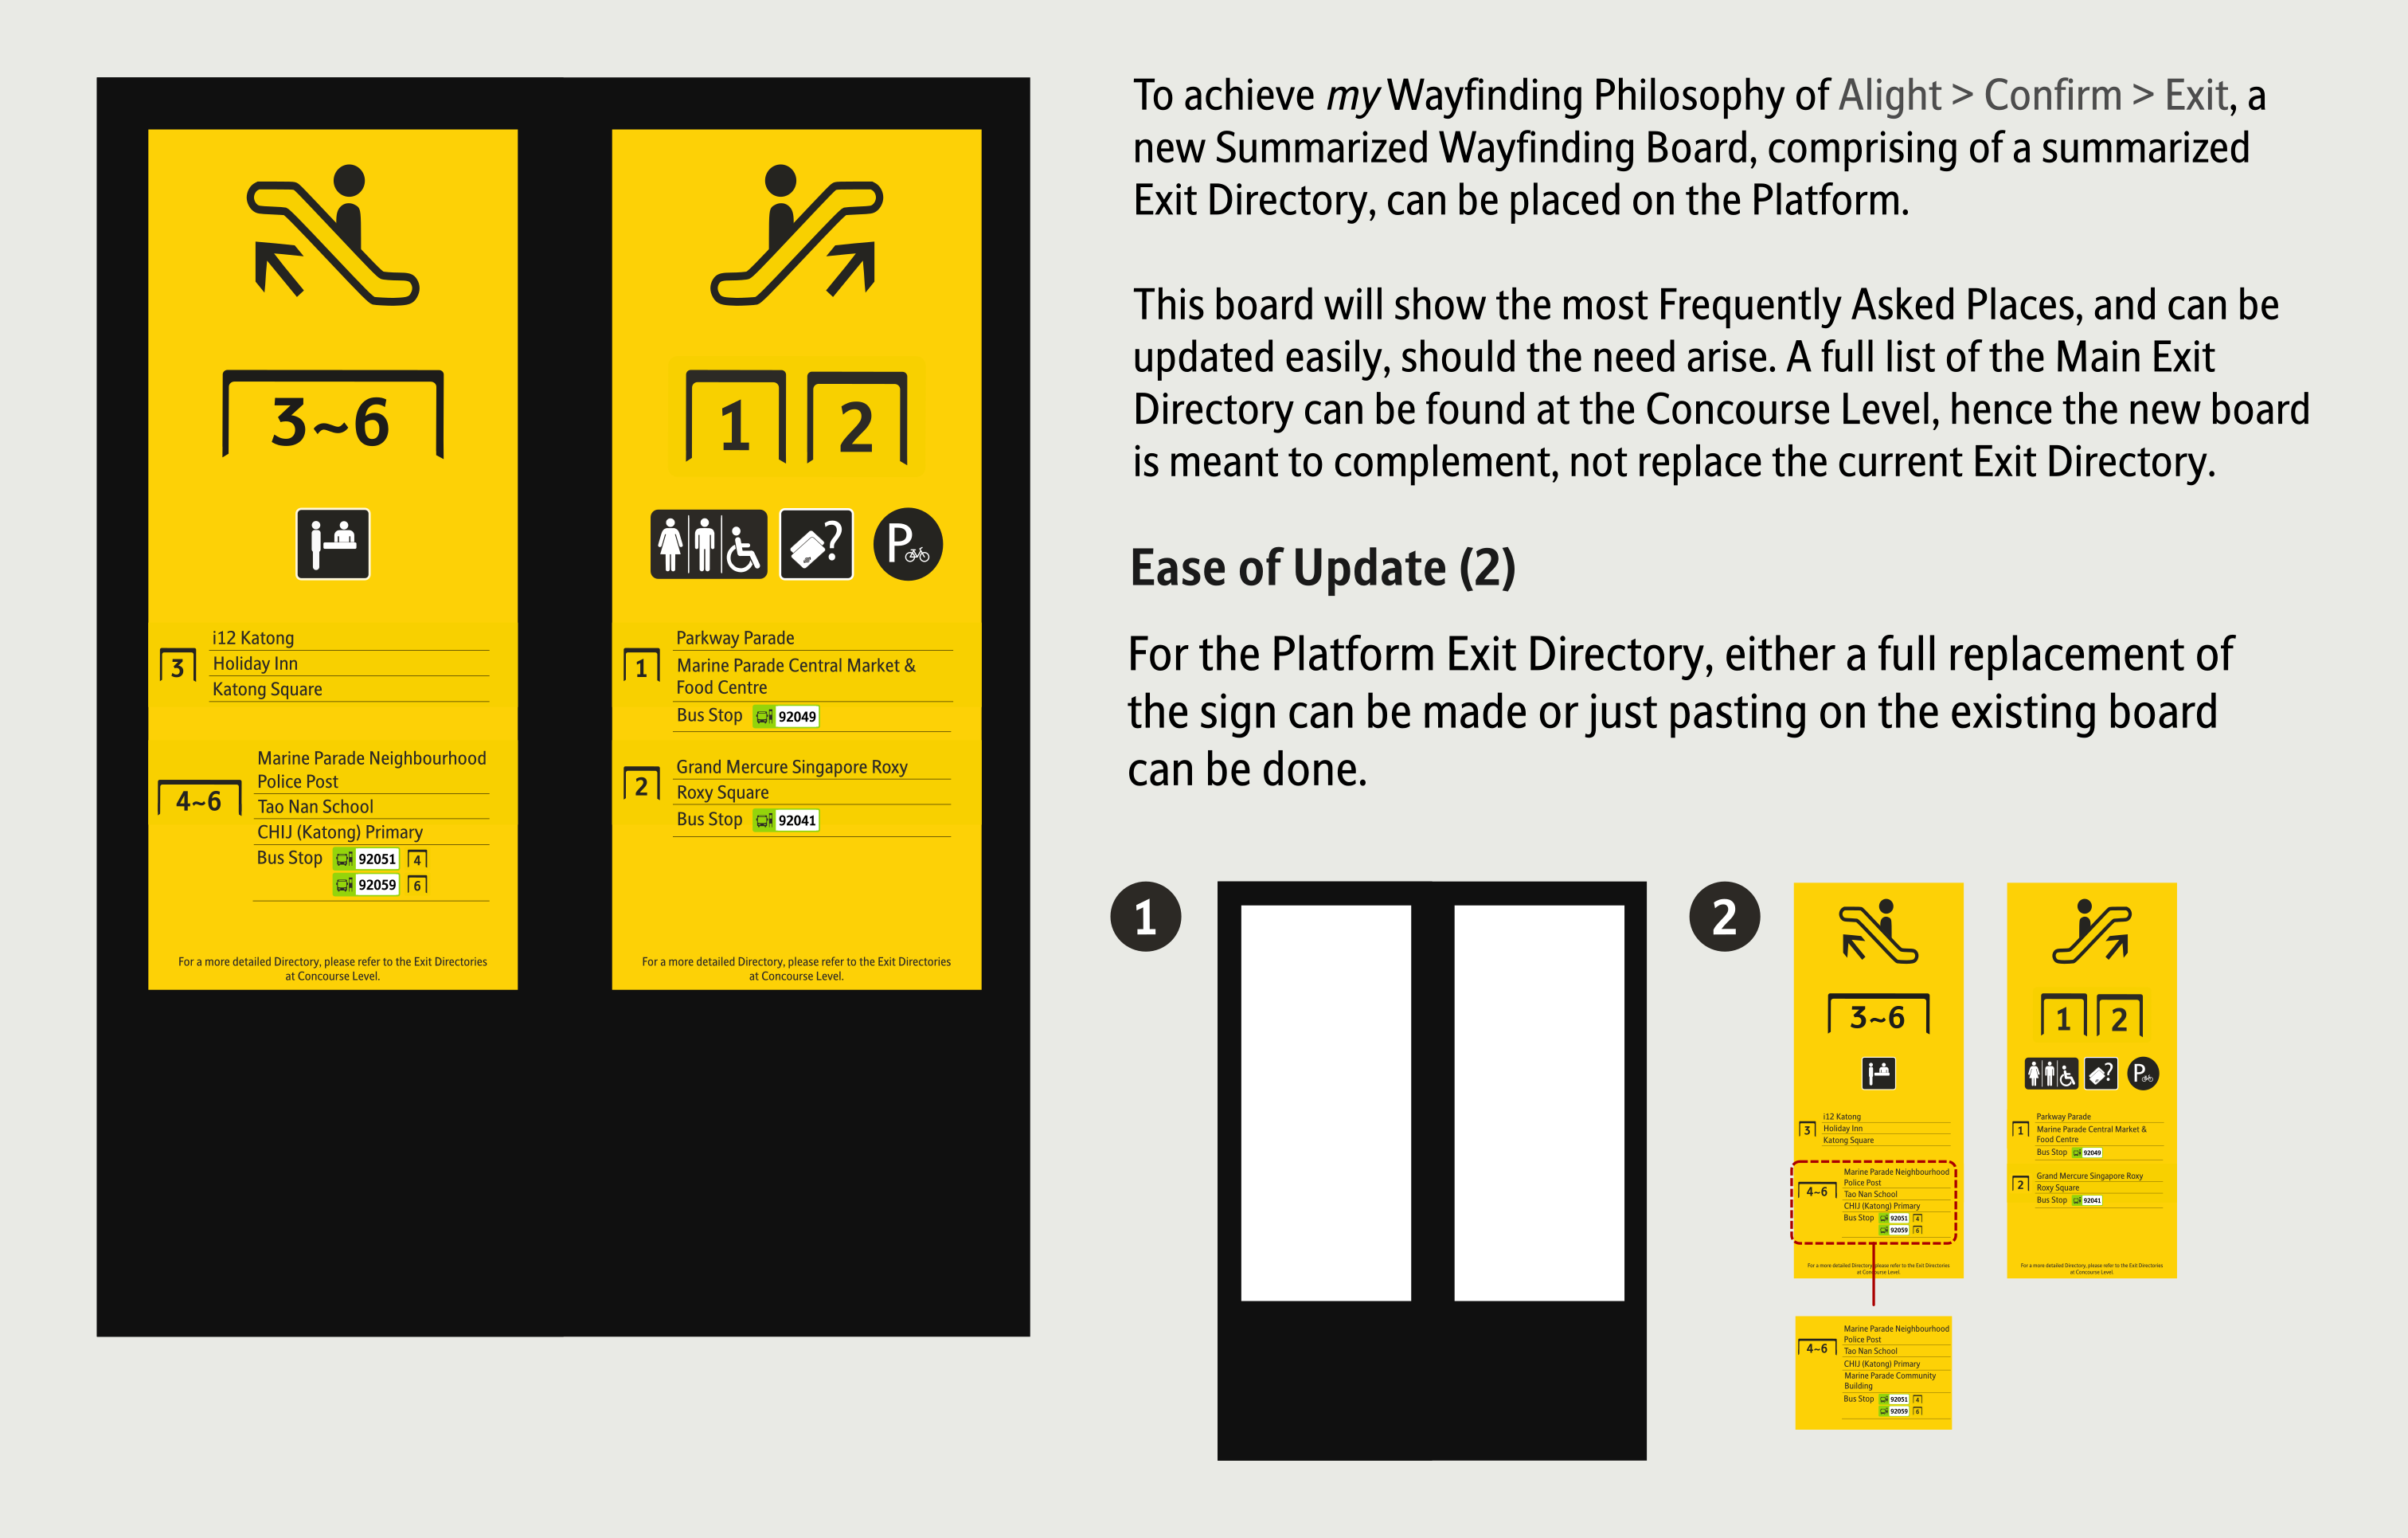 3~6
3
i12 Katong
Holiday Inn
Katong Square
4~6
Marine Parade Neighbourhood
Police Post
Tao Nan School
CHIJ (Katong) Primary
Bus Stop 92051 4
92059 6
For a more detailed Directory, please refer to the Exit Directories
at Concourse Level.
1 2
? P
1
Parkway Parade
Marine Parade Central Market &
Food Centre
Bus Stop 92049
2
Grand Mercure Singapore Roxy
Roxy Square
Bus Stop 92041
For a more detailed Directory, please refer to the Exit Directories
at Concourse Level.
To achieve my Wayfinding Philosophy of Alight > Confirm > Exit, a
new Summarized Wayfinding Board, comprising of a summarized
Exit Directory, can be placed on the Platform.
This board will show the most Frequently Asked Places, and can be
updated easily, should the need arise. A full list of the Main Exit
Directory can be found at the Concourse Level, hence the new board
is meant to complement, not replace the current Exit Directory.
Ease of Update (2)
For the Platform Exit Directory, either a full replacement of
the sign can be made or just pasting on the existing board
can be done.
1
2
3~6
3
i12 Katong
Holiday Inn
Katong Square
4~6
Marine Parade Neighbourhood
Police Post
Tao Nan School
CHIJ (Katong) Primary
Bus Stop 92051 4
92059 6
For a more detailed Directory, please refer to the Exit Directories
at Concourse Level.
1 2
? P
1
Parkway Parade
Marine Parade Central Market &
Food Centre
Bus Stop 92049
2
Grand Mercure Singapore Roxy
Roxy Square
Bus Stop 92041
For a more detailed Directory, please refer to the Exit Directories
at Concourse Level.
4~6
Marine Parade Neighbourhood
Police Post
Tao Nan School
CHIJ (Katong) Primary
Marine Parade Community
Building
Bus Stop 92051 4
92059 6